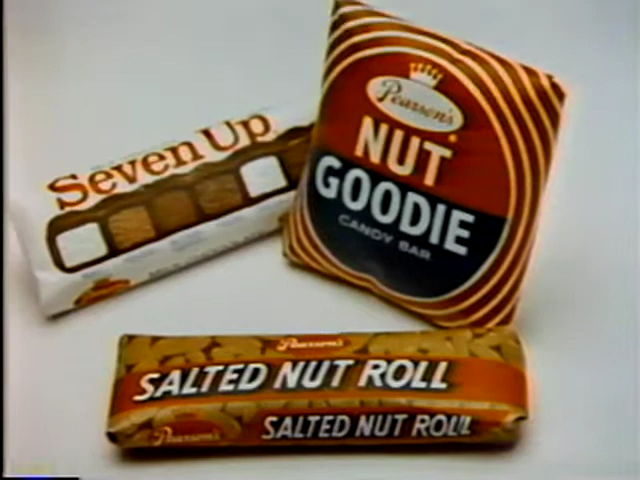 Seven Up
Pearson's
NUT
GOODIE
CANDY BAR
Pearson's
SALTED NUT ROLL
Pearson's
SALTED NUT ROLL